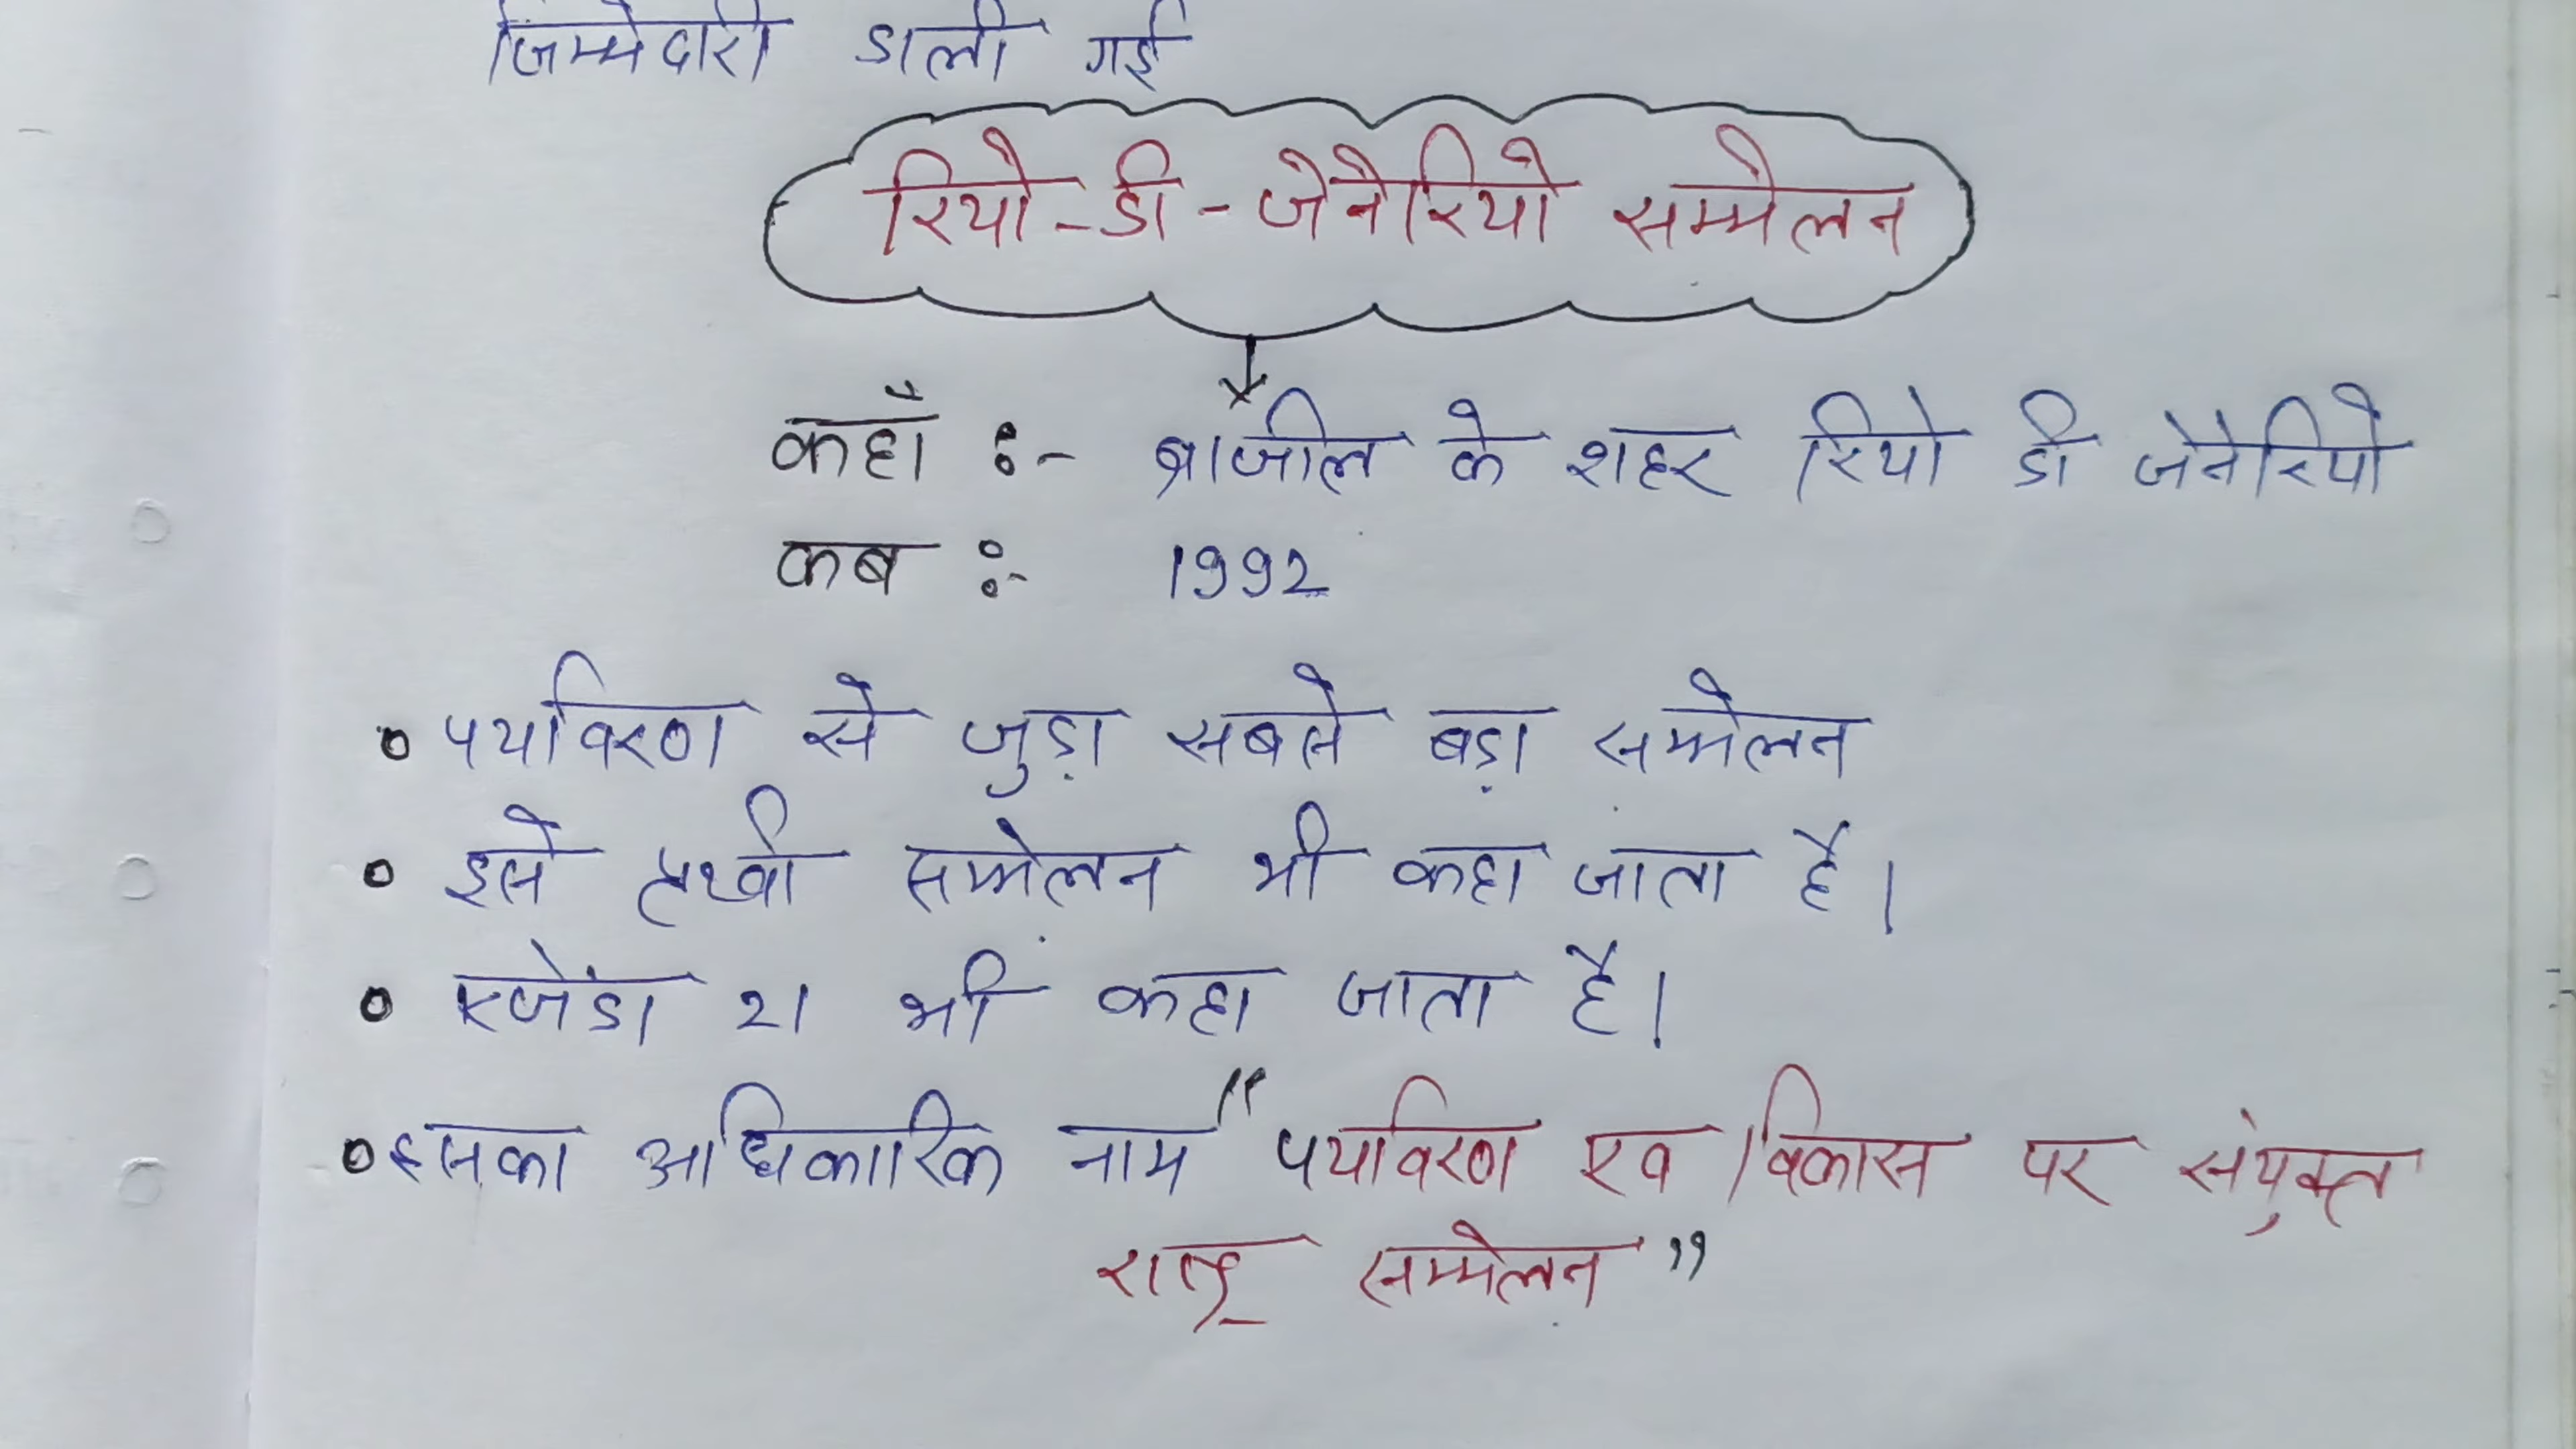 जिम्मेदारी डाली गई
रियो-डी-जेनेरियो सम्मेलन
कहाँ :- ब्राजील के शहर रियो डी जेनेरियो
कब :- 1992
• पर्यावरण से जुड़ा सबसे बड़ा सम्मेलन
• इसे पृथ्वी सम्मेलन भी कहा जाता है।
• एजेंडा 21 भी कहा जाता है।
• इसका आधिकारिक नाम "पर्यावरण एव विकास पर संयुक्त
राष्ट्र सम्मेलन"